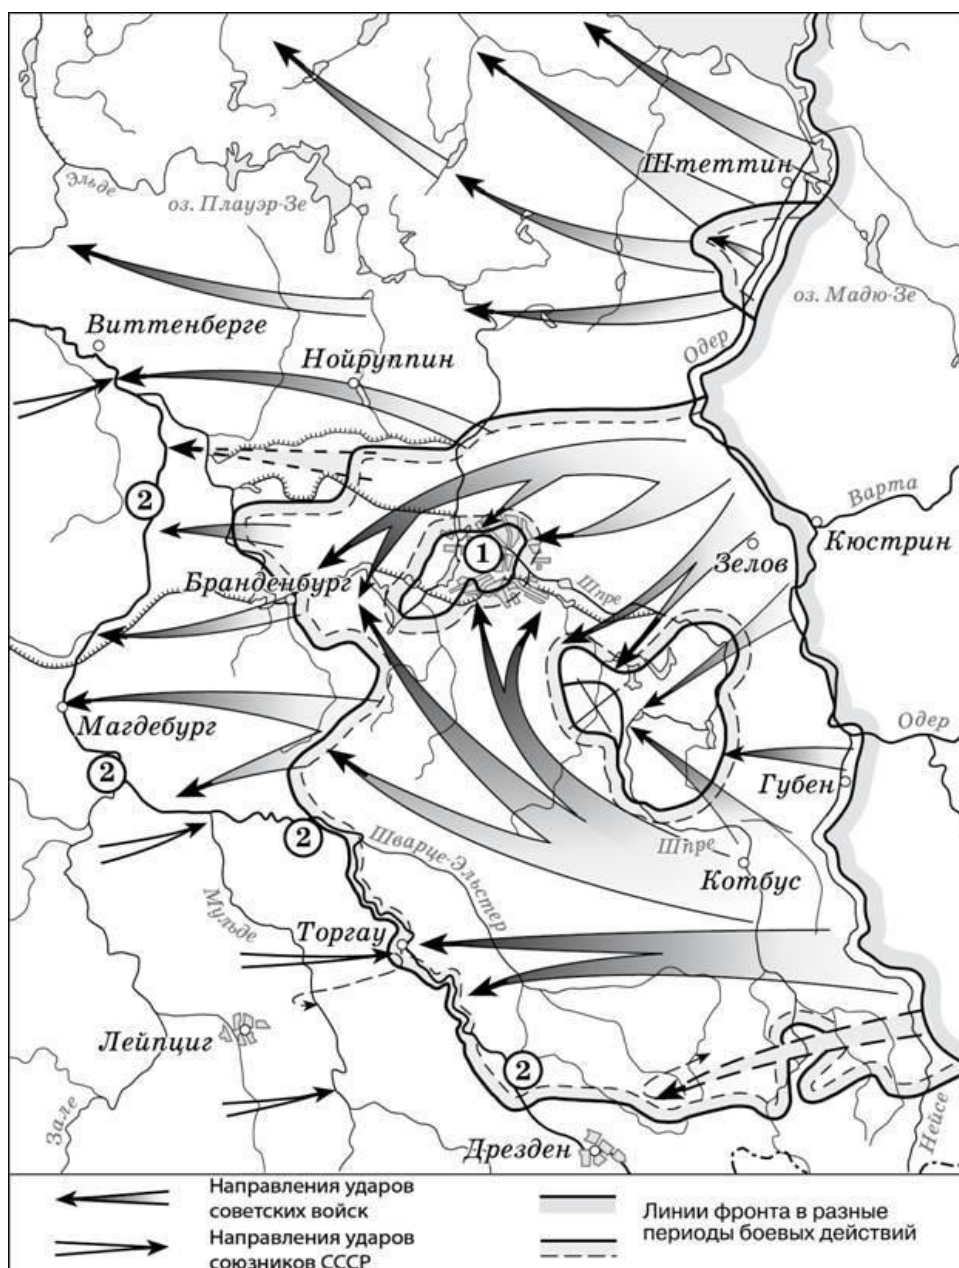 Штеттин
Эльде
оз. Плауэр-Зе
оз. Мадю-Зе
Виттенберге
Одер
Нойруппин
2
Варта
1
Кюстрин
Зелов
Бранденбург
Шпре
Магдебург
Одер
2
Губен
2
Шварце-Эльстер
Шпре
Котбус
Мульде
Торгау
Лейпциг
2
Зале
Нейсе
Дрезден
Направления ударов
советских войск
Направления ударов
союзников СССР
Линии фронта в разные
периоды боевых действий